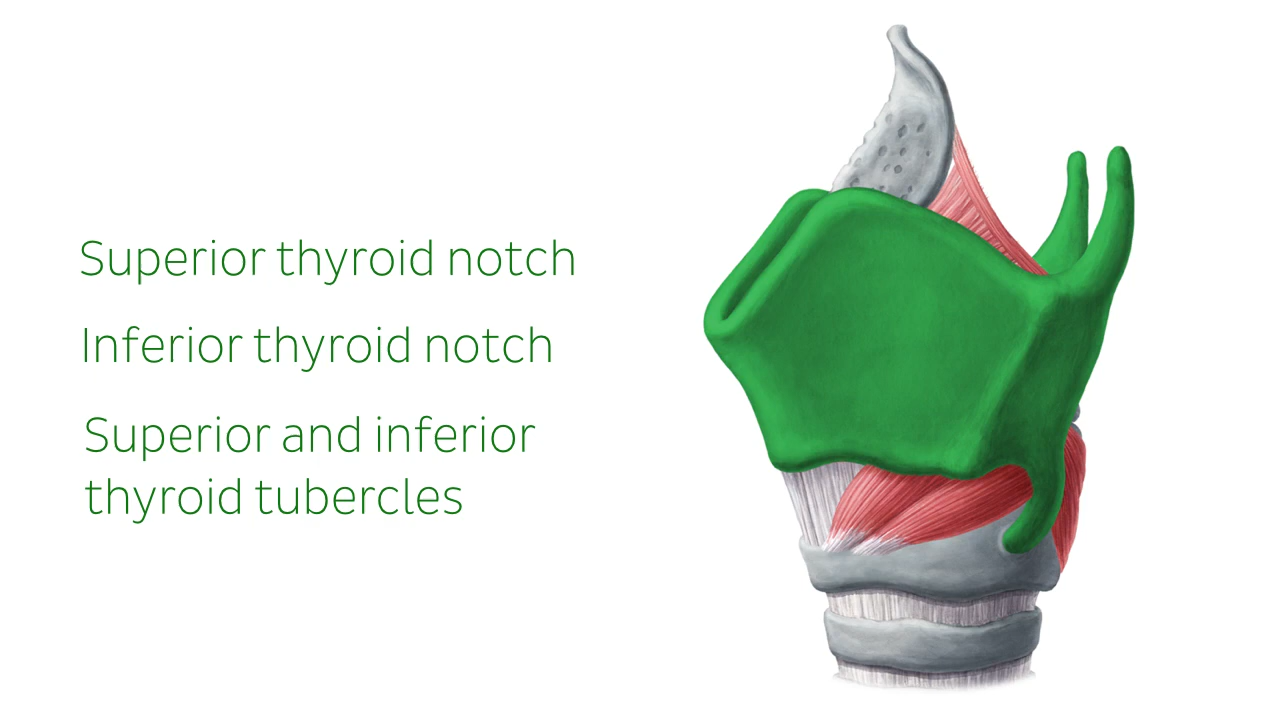 Superior thyroid notch
Inferior thyroid notch
Superior and inferior
thyroid tubercles